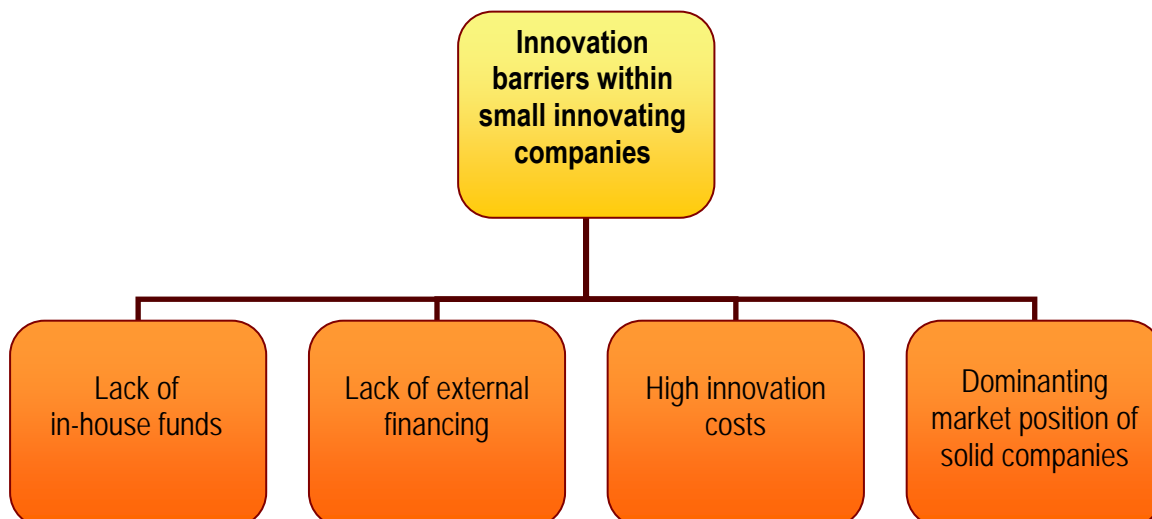 Innovation
barriers within
small innovating
companies
Lack of
in-house funds
Lack of external
financing
High innovation
costs
Dominanting
market position of
solid companies